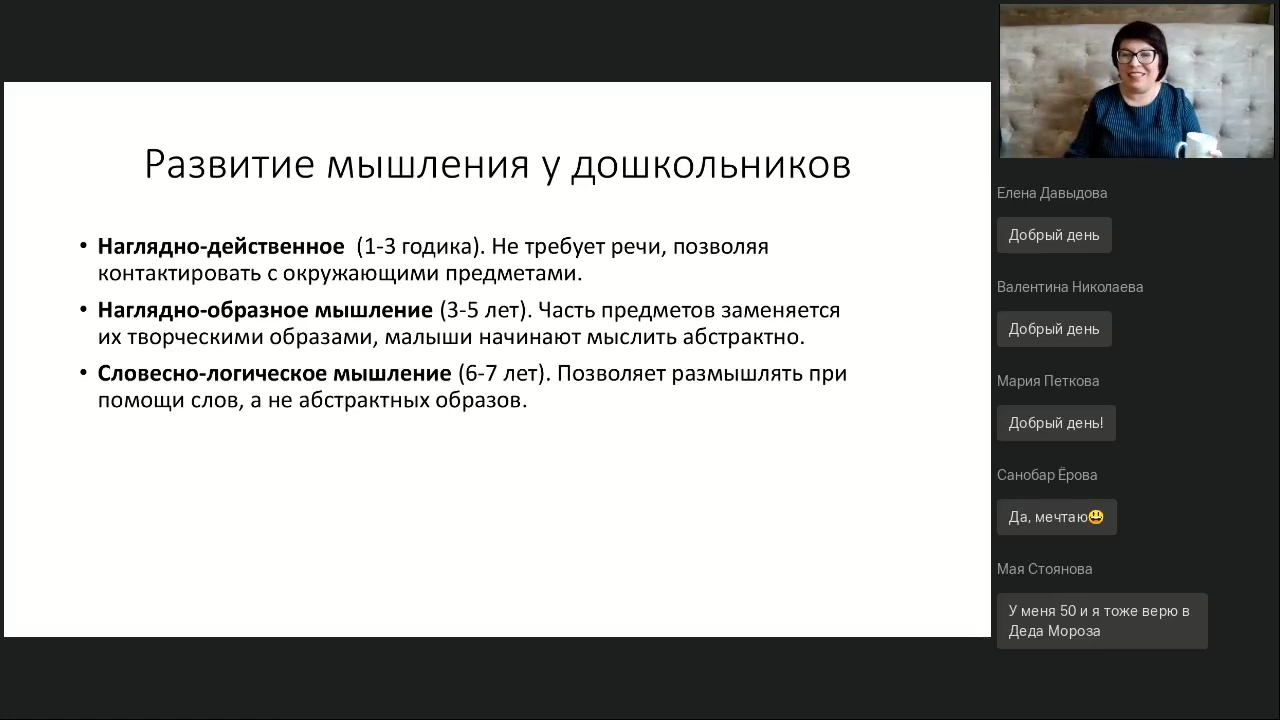 Развитие мышления у дошкольников
• Наглядно-действенное (1-3 годика). Не требует речи, позволяя
контактировать с окружающими предметами.
• Наглядно-образное мышление (3-5 лет). Часть предметов заменяется
их творческими образами, малыши начинают мыслить абстрактно.
• Словесно-логическое мышление (6-7 лет). Позволяет размышлять при
помощи слов, а не абстрактных образов.
Елена Давыдова
Добрый день
Валентина Николаева
Добрый день
Мария Петкова
Добрый день!
Санобар Ёрова
Да, мечтаю😃
Мая Стоянова
У меня 50 и я тоже верю в
Деда Мороза